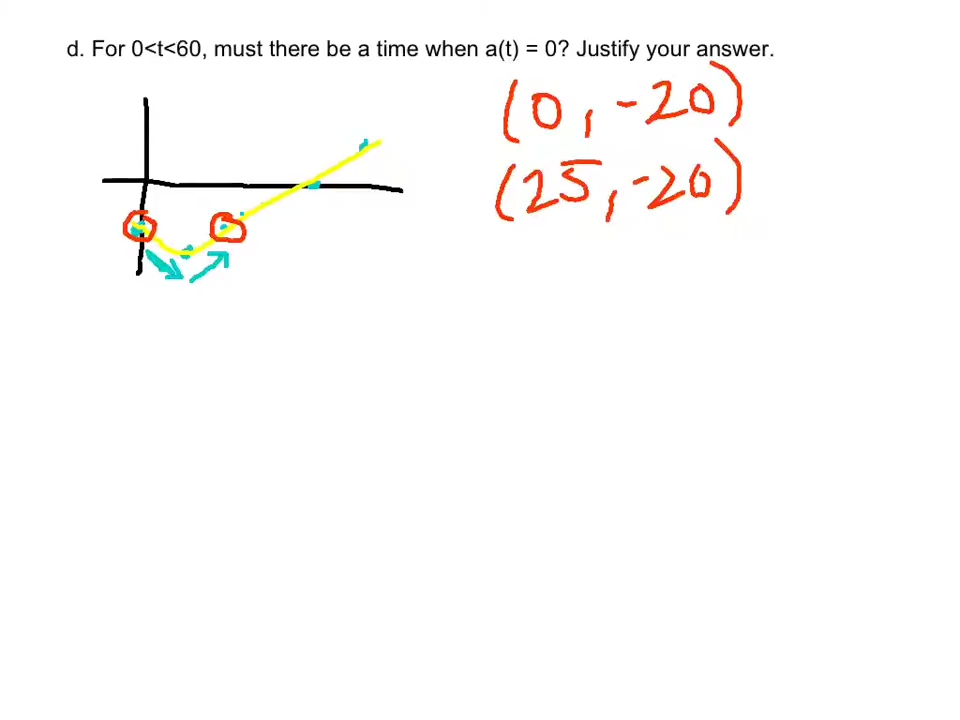 d. For 0<t<60, must there be a time when a(t) = 0? Justify your answer.
(0, -20)
(25, -20)